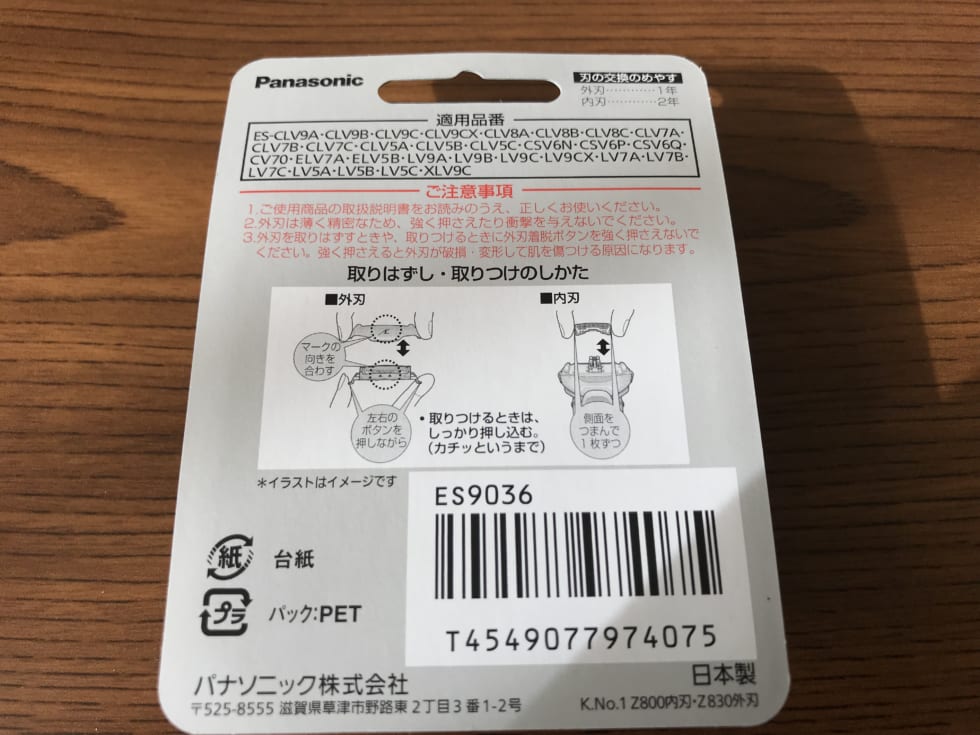 Panasonic
刃の交換のめやす
外刃…………1年
内刃…………2年
適用品番
ES-CLV9A・CLV9B・CLV9C・CLV9CX・CLV8A・CLV8B・CLV8C・CLV7A・
CLV7B・CLV7C・CLV5A・CLV5B・CLV5C・CSV6N・CSV6P・CSV6Q・
CV70・ELV7A・ELV5B・LV9A・LV9B・LV9C・LV9CX・LV7A・LV7B・
LV7C・LV5A・LV5B・LV5C・XLV9C
ご注意事項
1.ご使用商品の取扱説明書をお読みのうえ、正しくお使いください。
2.外刃は薄く精密なため、強く押さえたり衝撃を与えないでください。
3.外刃を取りはずすときや、取りつけるときに外刃着脱ボタンを強く押さえないで
ください。強く押さえると外刃が破損・変形して肌を傷つける原因になります。
取りはずし・取りつけのしかた
■外刃
■内刃
マークの
向きを
合わす
左右の
ボタンを
押しながら
・取りつけるときは、
しっかり押し込む。
(カチッというまで)
側面を
つまんで
1枚ずつ
＊イラストはイメージです
ES9036
T4549077974075
紙
台紙
プラ
パック:PET
日本製
パナソニック株式会社
〒525-8555 滋賀県草津市野路東2丁目3番1-2号
K.No.1 Z800内刃・Z830外刃